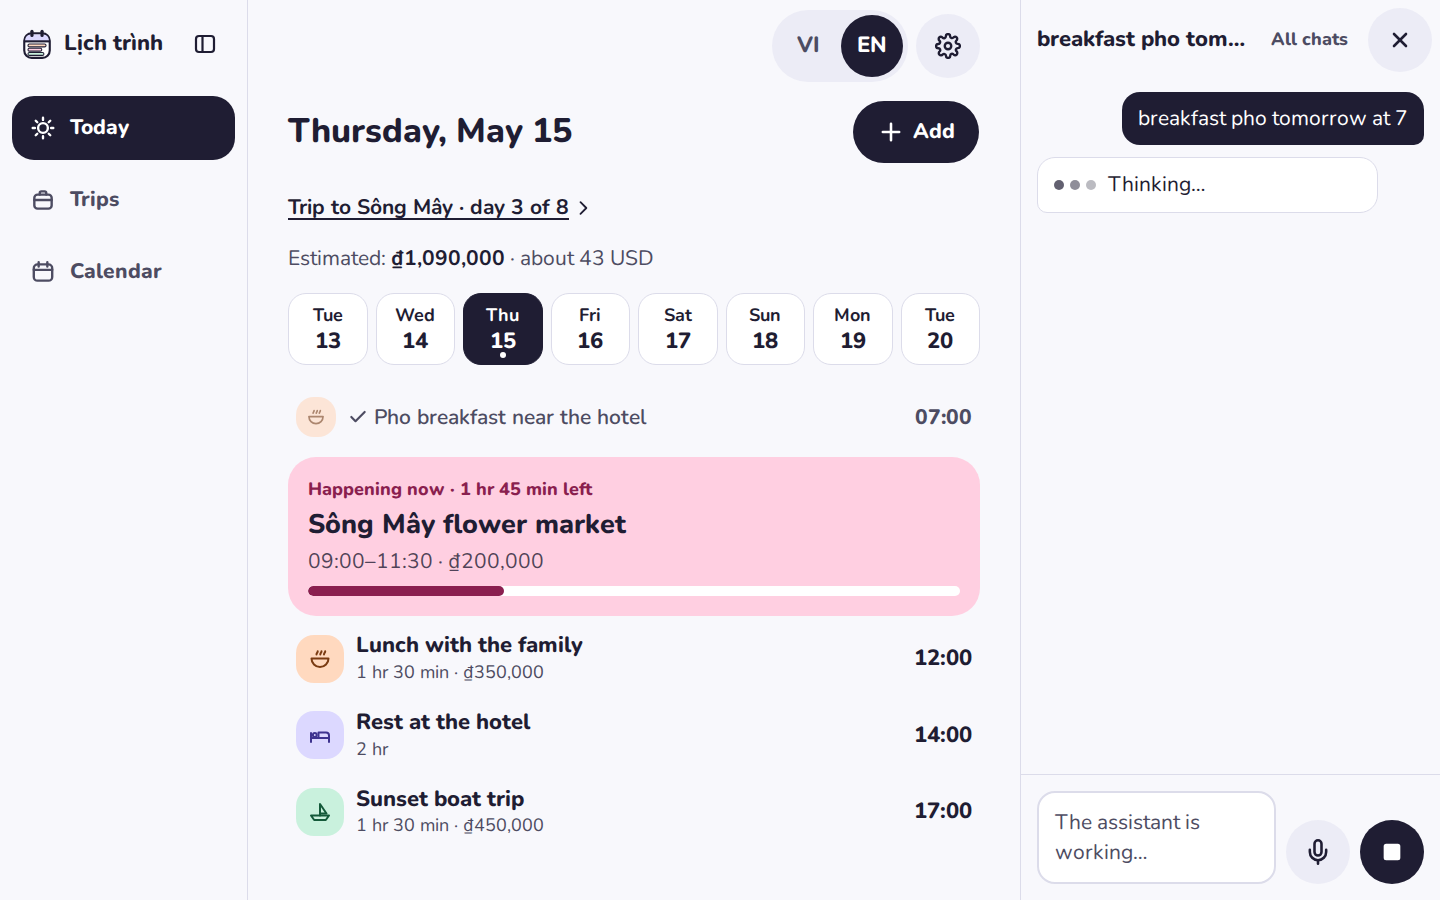 Lịch trình
Today
Trips
Calendar
VI
EN
Thursday, May 15
Add
Trip to Sông Mây · day 3 of 8
Estimated: ₫1,090,000 · about 43 USD
Tue
13
Wed
14
Thu
15
Fri
16
Sat
17
Sun
18
Mon
19
Tue
20
Pho breakfast near the hotel
07:00
Happening now · 1 hr 45 min left
Sông Mây flower market
09:00–11:30 · ₫200,000
Lunch with the family
1 hr 30 min · ₫350,000
12:00
Rest at the hotel
2 hr
14:00
Sunset boat trip
1 hr 30 min · ₫450,000
17:00
breakfast pho tom...
All chats
breakfast pho tomorrow at 7
Thinking...
The assistant is
working...